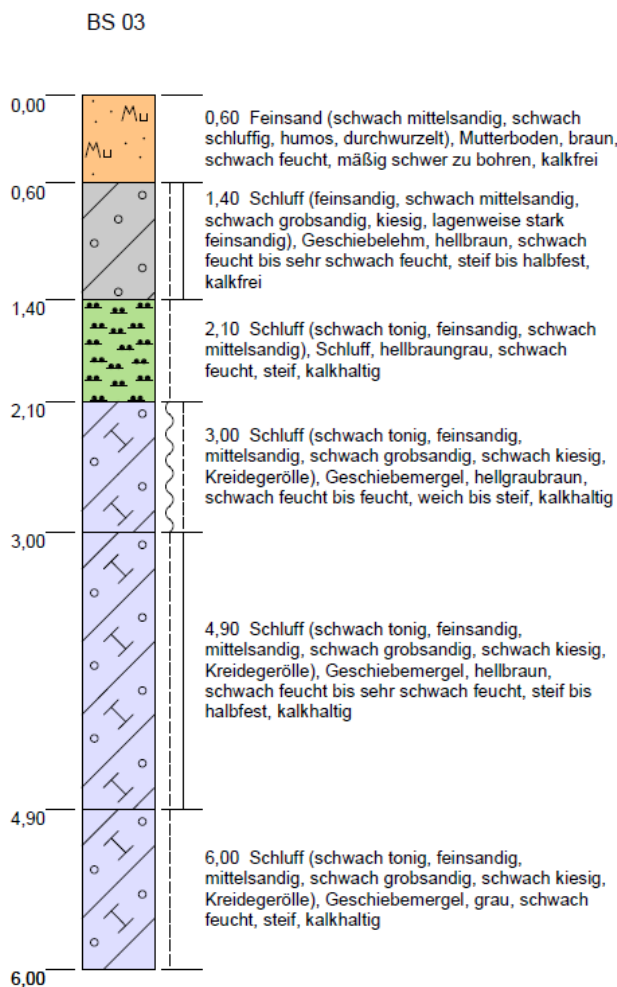 BS 03
0,00
0,60 Feinsand (schwach mittelsandig, schwach
schluffig, humos, durchwurzelt), Mutterboden, braun,
schwach feucht, mäßig schwer zu bohren, kalkfrei
Mu
Mu
0,60
1,40 Schluff (feinsandig, schwach mittelsandig,
schwach grobsandig, kiesig, lagenweise stark
feinsandig), Geschiebelehm, hellbraun, schwach
feucht bis sehr schwach feucht, steif bis halbfest,
kalkfrei
1,40
2,10 Schluff (schwach tonig, feinsandig, schwach
mittelsandig), Schluff, hellbraungrau, schwach
feucht, steif, kalkhaltig
2,10
3,00 Schluff (schwach tonig, feinsandig,
mittelsandig, schwach grobsandig, schwach kiesig,
Kreidegerölle), Geschiebemergel, hellgraubraun,
schwach feucht bis feucht, weich bis steif, kalkhaltig
3,00
4,90 Schluff (schwach tonig, feinsandig,
mittelsandig, schwach grobsandig, schwach kiesig,
Kreidegerölle), Geschiebemergel, hellbraun,
schwach feucht bis sehr schwach feucht, steif bis
halbfest, kalkhaltig
4,90
6,00 Schluff (schwach tonig, feinsandig,
mittelsandig, schwach grobsandig, schwach kiesig,
Kreidegerölle), Geschiebemergel, grau, schwach
feucht, steif, kalkhaltig
6,00